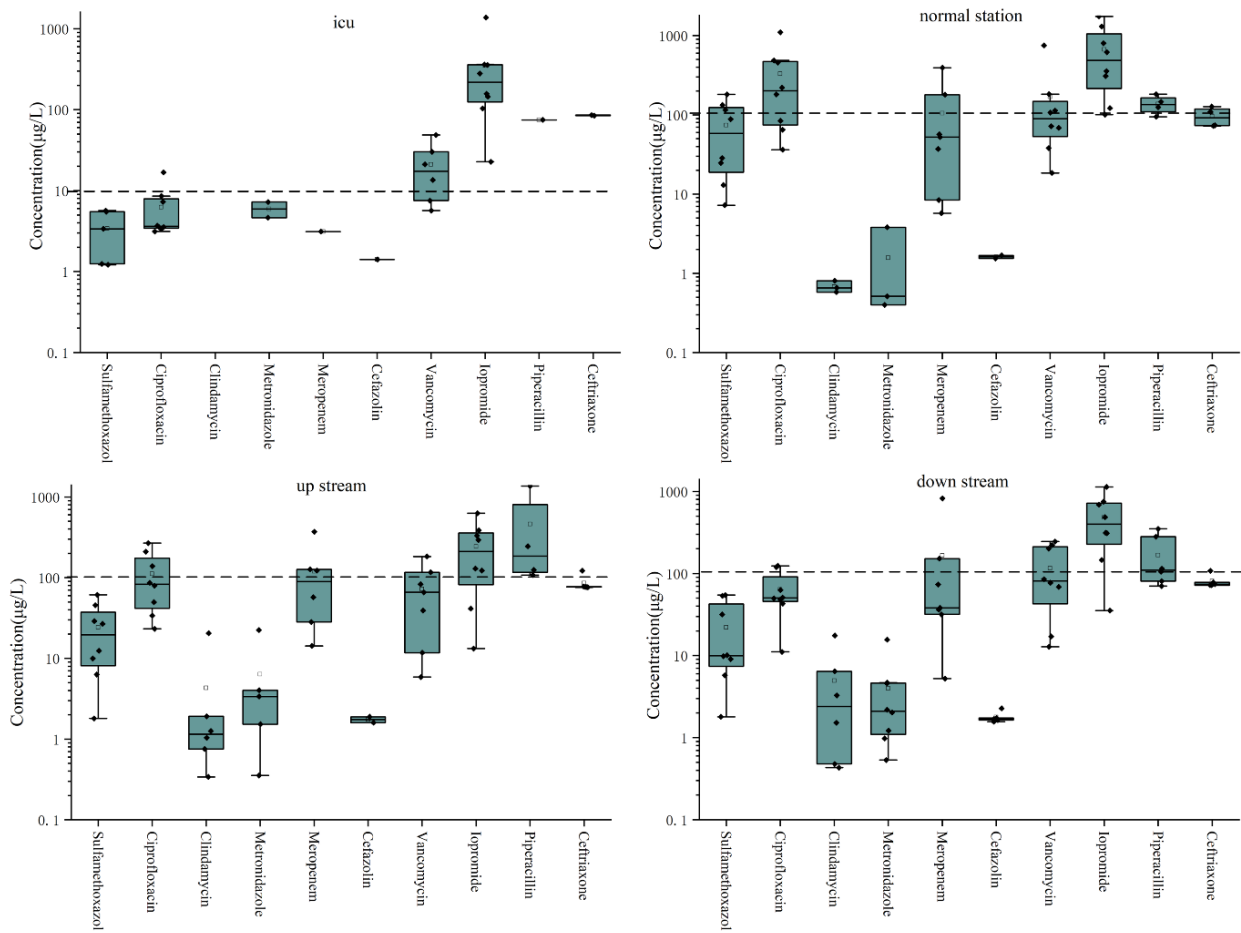 icu
Concentration(μg/L)
1000
100
10
1
0.1
Sulfamethoxazol
Ciprofloxacin
Clindamycin
Metronidazole
Meropenem
Cefazolin
Vancomycin
Iopromide
Piperacillin
Ceftriaxone
normal station
Concentration(μg/L)
1000
100
10
1
0.1
Sulfamethoxazol
Ciprofloxacin
Clindamycin
Metronidazole
Meropenem
Cefazolin
Vancomycin
Iopromide
Piperacillin
Ceftriaxone
up stream
Concentration(μg/L)
1000
100
10
1
0.1
Sulfamethoxazol
Ciprofloxacin
Clindamycin
Metronidazole
Meropenem
Cefazolin
Vancomycin
Iopromide
Piperacillin
Ceftriaxone
down stream
Concentration(μg/L)
1000
100
10
1
0.1
Sulfamethoxazol
Ciprofloxacin
Clindamycin
Metronidazole
Meropenem
Cefazolin
Vancomycin
Iopromide
Piperacillin
Ceftriaxone